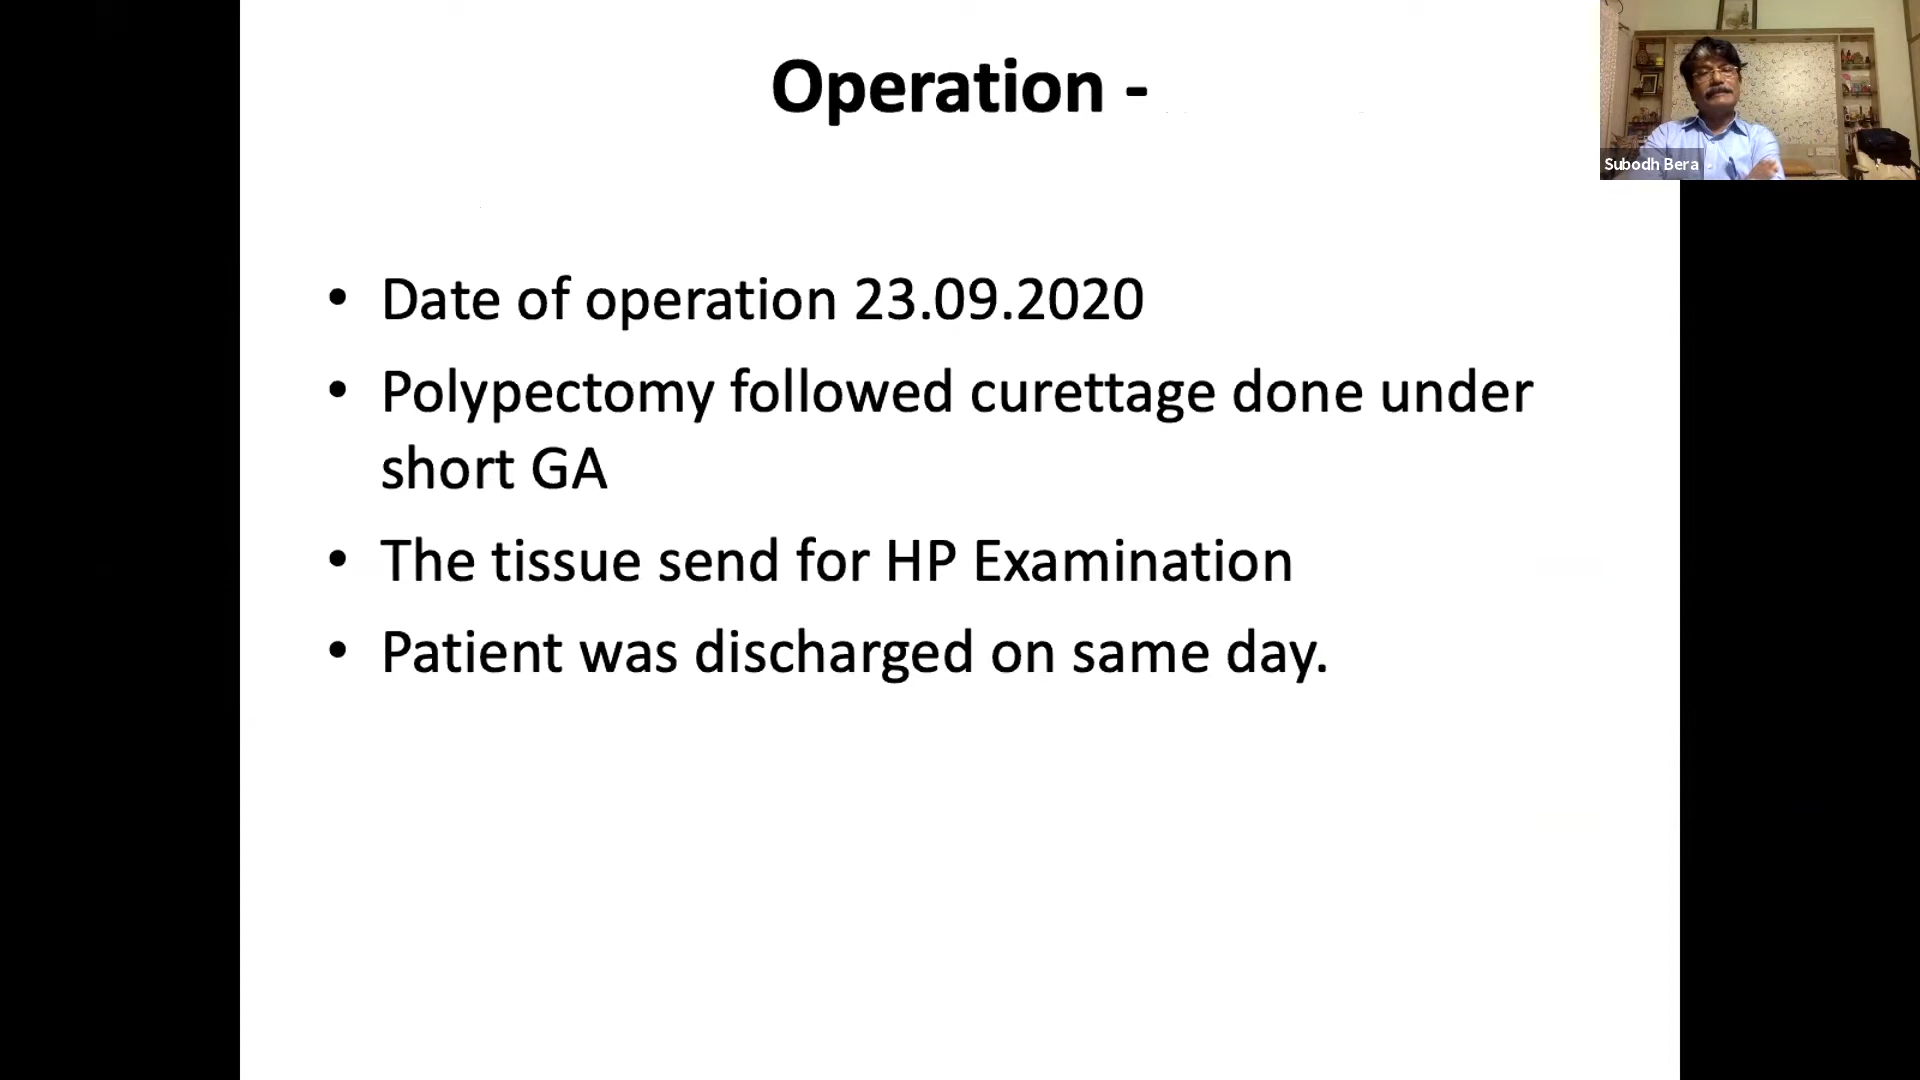 Operation -
Subodh Bera
• Date of operation 23.09.2020
• Polypectomy followed curettage done under
short GA
• The tissue send for HP Examination
• Patient was discharged on same day.